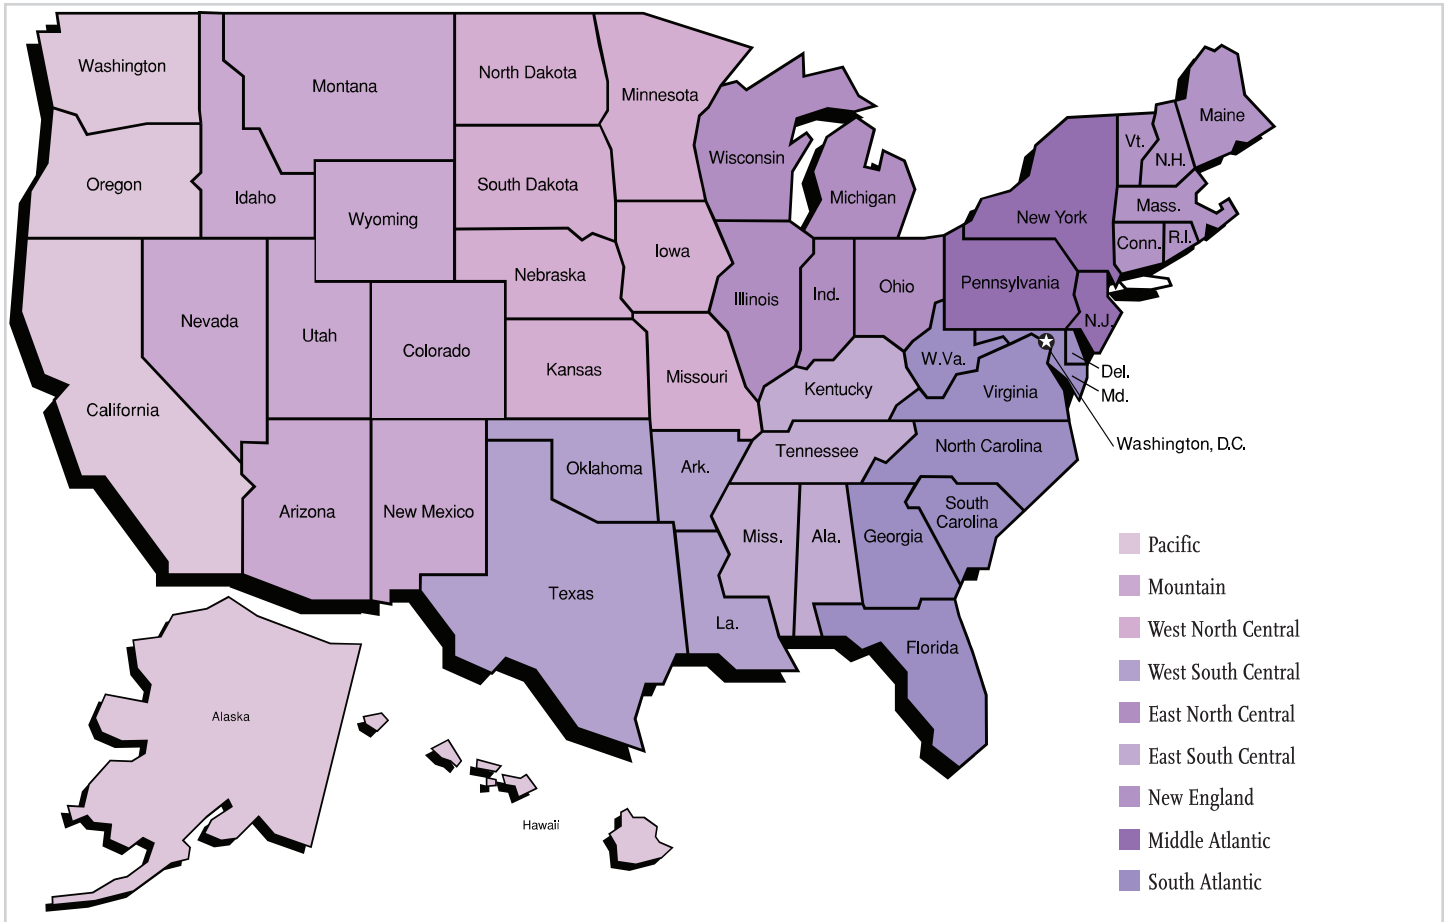 Washington
Montana
North Dakota
Minnesota
Maine
Vt.
N.H.
Wisconsin
Oregon
Idaho
South Dakota
Michigan
Mass.
Wyoming
New York
Conn.
R.I.
Iowa
Nebraska
Pennsylvania
Illinois
Ind.
Ohio
Nevada
Utah
Colorado
N.J.
W.Va.
Kansas
Missouri
Kentucky
Virginia
Del.
Md.
California
Washington, D.C.
Tennessee
North Carolina
Oklahoma
Ark.
Arizona
New Mexico
South
Carolina
Miss.
Ala.
Georgia
Texas
La.
Florida
Alaska
Hawaii
Pacific
Mountain
West North Central
West South Central
East North Central
East South Central
New England
Middle Atlantic
South Atlantic